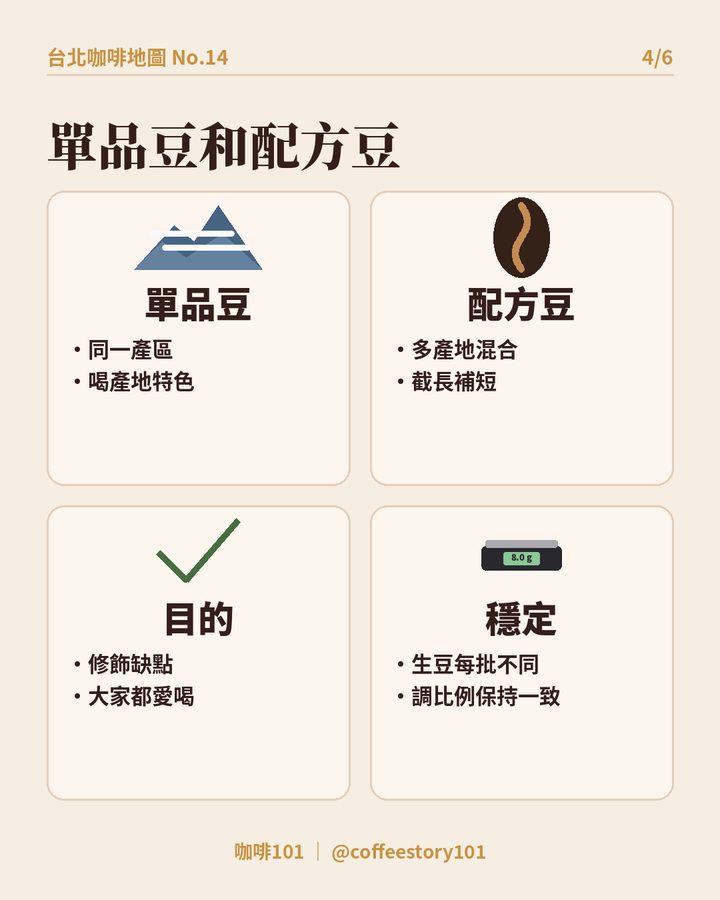 台北咖啡地圖 No.14
4/6
單品豆和配方豆
單品豆
・同一產區
・喝產地特色
配方豆
・多產地混合
・截長補短
目的
・修飾缺點
・大家都愛喝
8.0 g
穩定
・生豆每批不同
・調比例保持一致
咖啡101｜@coffeestory101